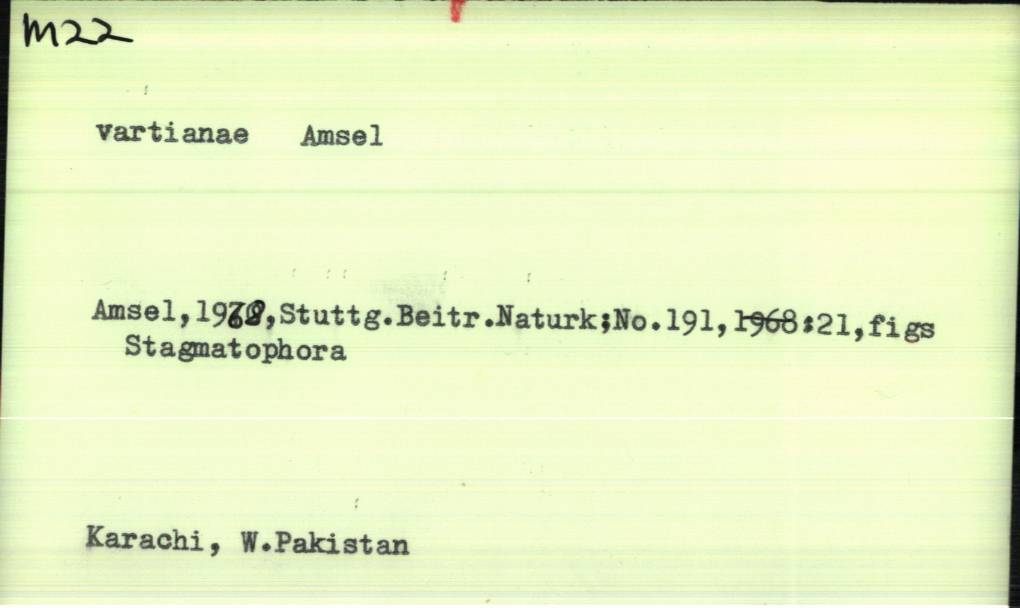 M22
vartianae Amsel
Amsel,1968,Stuttg.Beitr.Naturk;No.191,1968:21,figs
Stagmatophora
Karachi, W.Pakistan